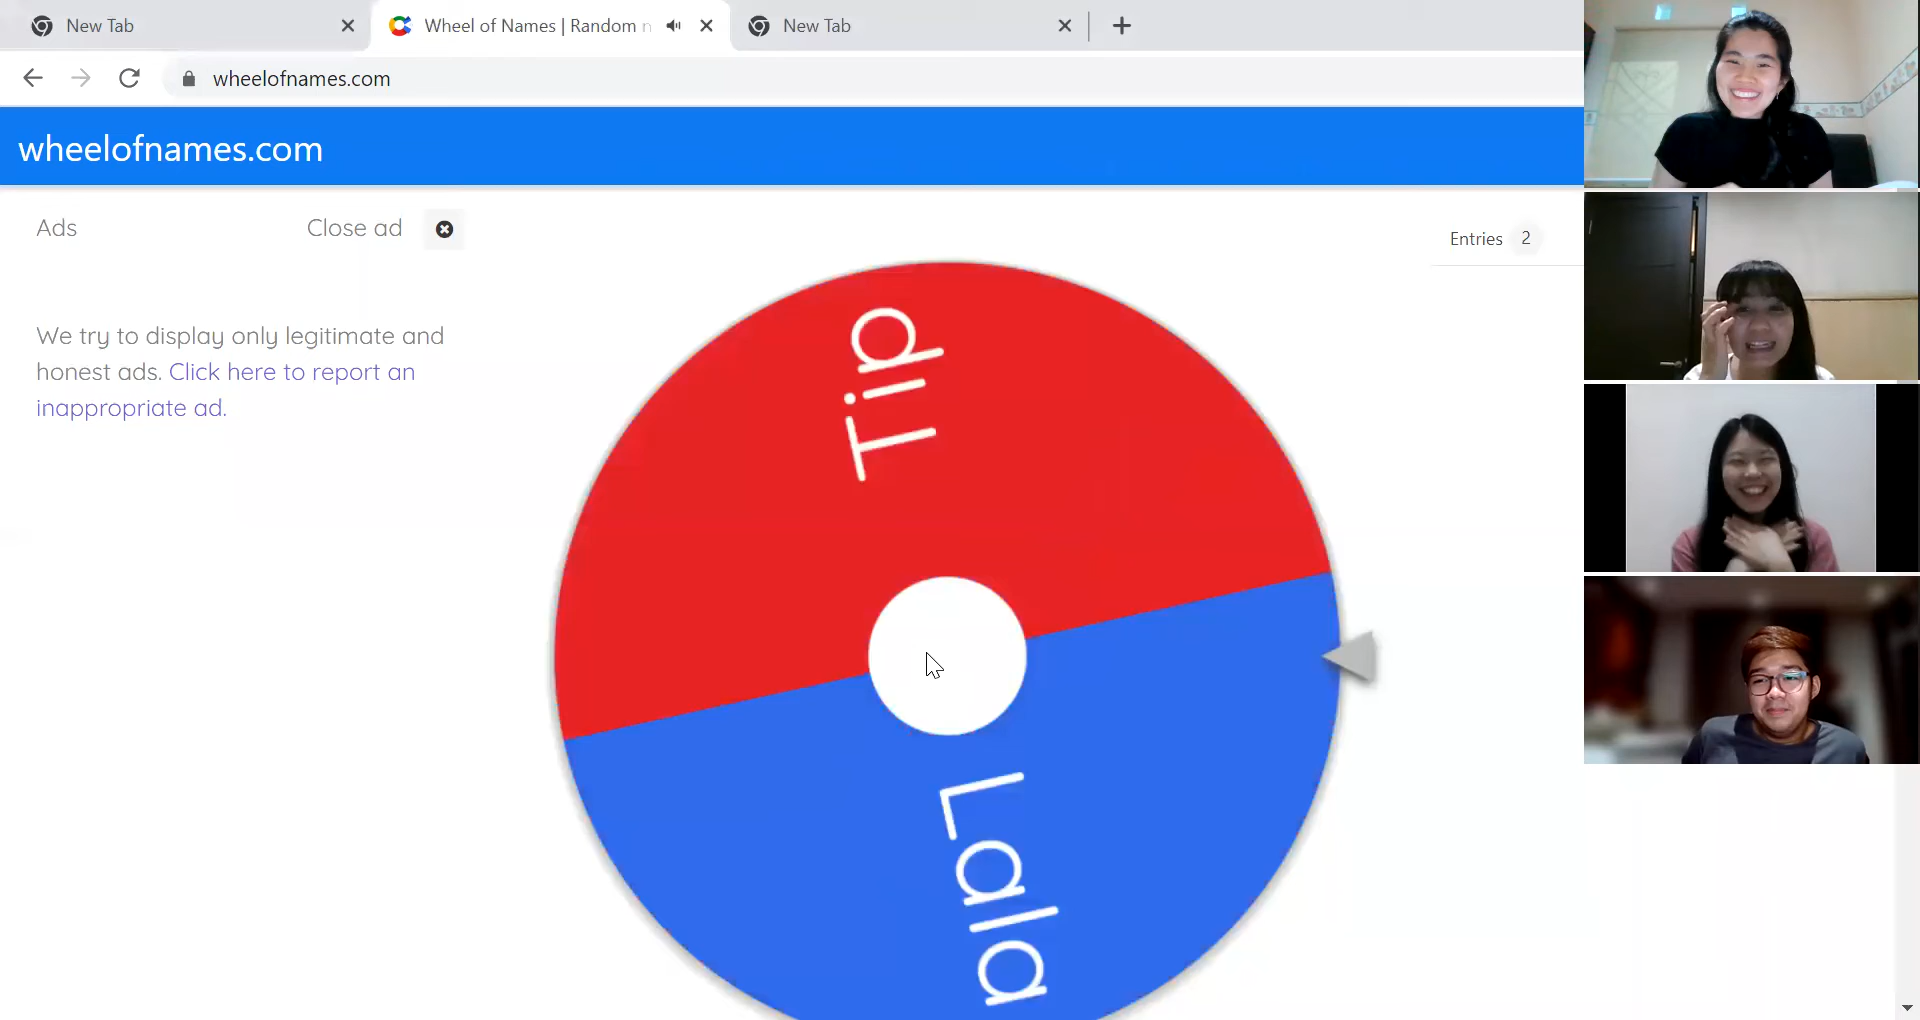 New Tab
Wheel of Names | Random n
New Tab
wheelofnames.com
wheelofnames.com
Ads
Close ad
Entries 2
We try to display only legitimate and
honest ads. Click here to report an
inappropriate ad.
Tip
Lala